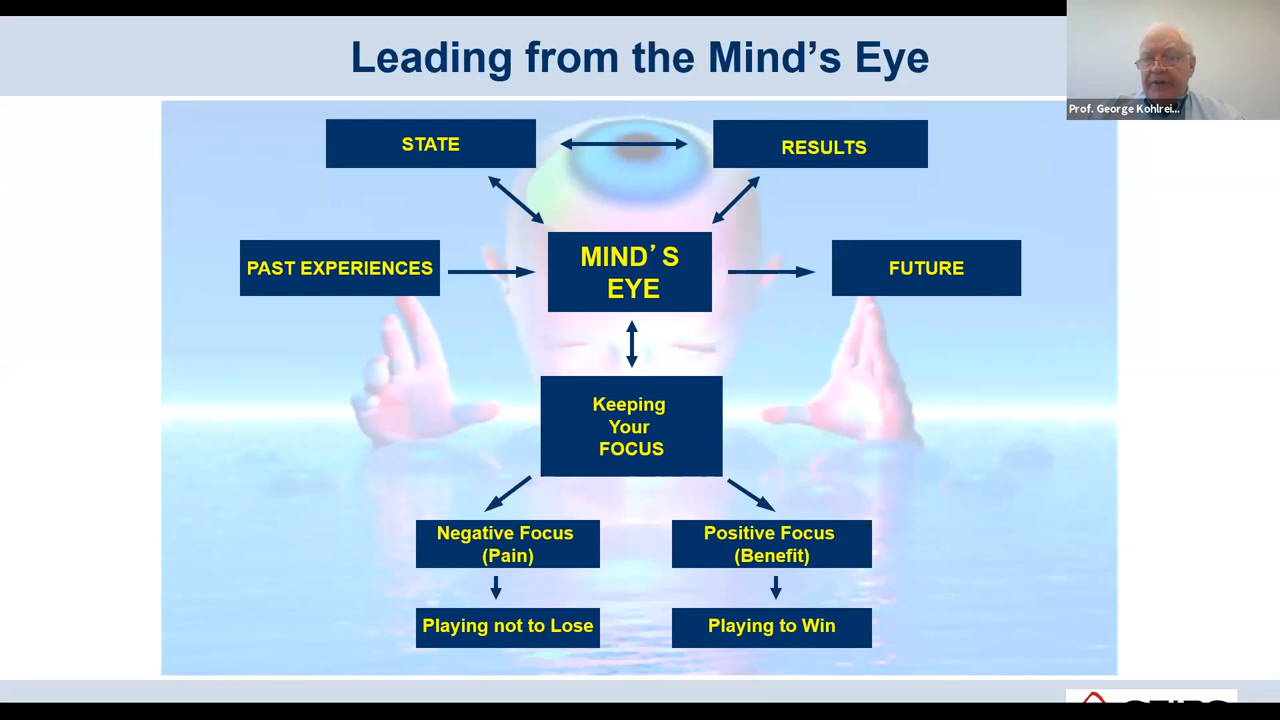 Leading from the Mind’s Eye
Prof. George Kohlrei...
STATE
RESULTS
PAST EXPERIENCES
MIND’S
EYE
FUTURE
Keeping
Your
FOCUS
Negative Focus
(Pain)
Positive Focus
(Benefit)
Playing not to Lose
Playing to Win